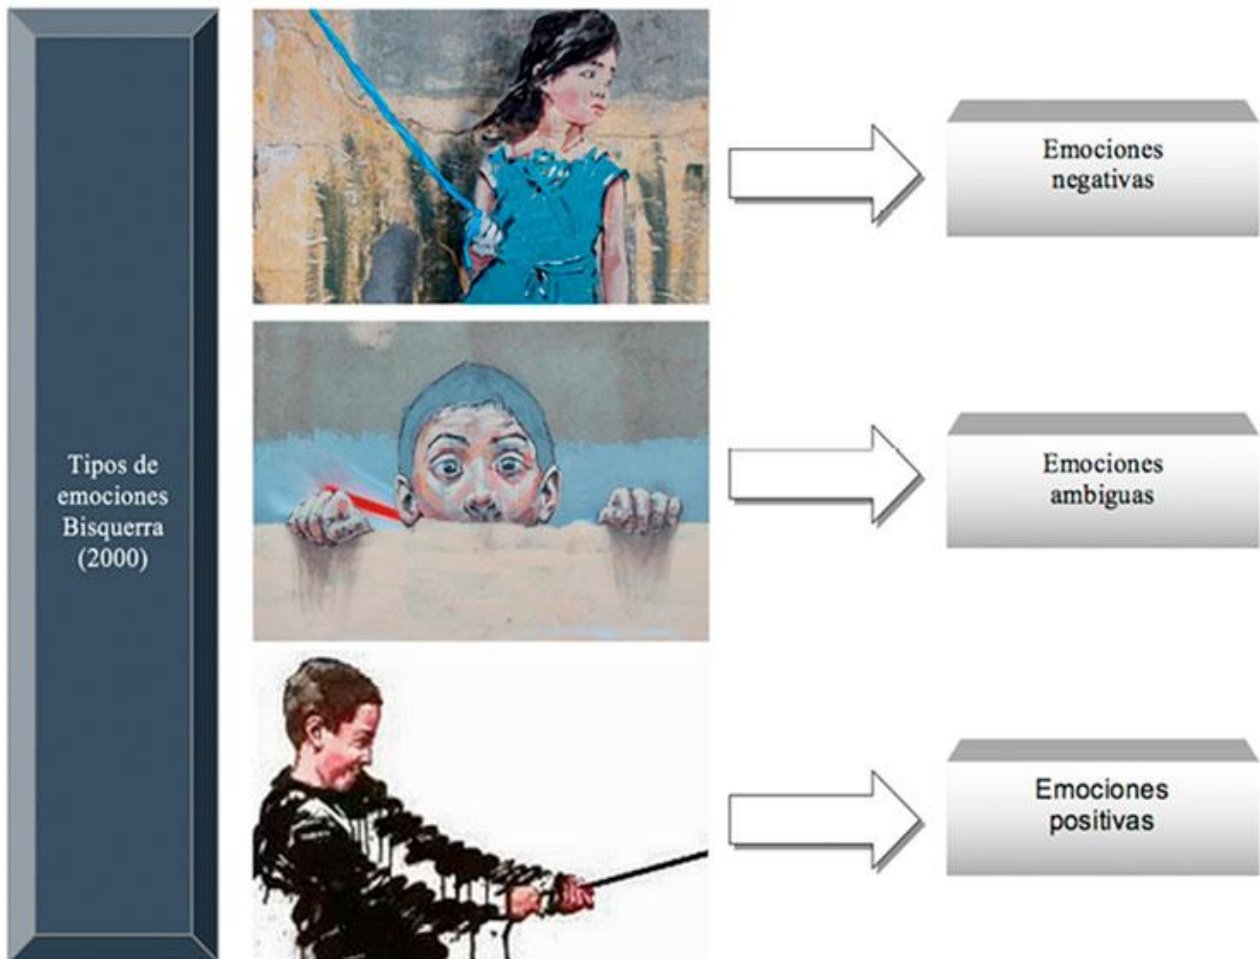 Tipos de
emociones
Bisquerra
(2000)
Emociones
negativas
Emociones
ambiguas
Emociones
positivas